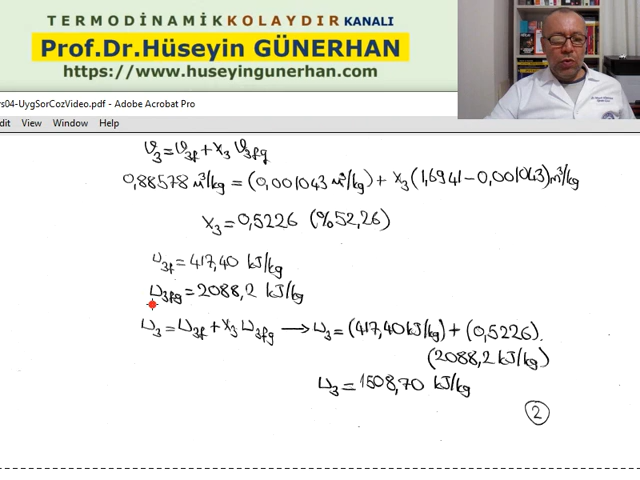 TERMODİNAMİKKOLAYDIR KANALI
Prof.Dr.Hüseyin GÜNERHAN
https://www.huseyingunerhan.com
s04-UygSorCozVideo.pdf - Adobe Acrobat Pro
dit View Window Help
υ₃=υ₃f+x₃ υ₃fg
0,88578 m³/kg=(0,001043 m³/kg)+x₃(1,6941-0,001043)m³/kg
x₃=0,5226 (%52,26)
u₃f=417,40 kJ/kg
u₃fg=2088,2 kJ/kg
u₃=u₃f+x₃ u₃fg → u₃=(417,40 kJ/kg)+(0,5226).
(2088,2 kJ/kg)
u₃=1508,70 kJ/kg
2